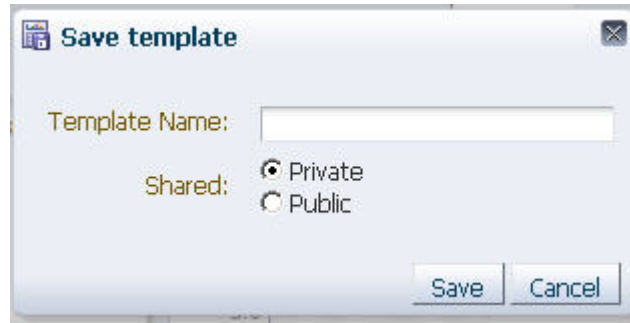 Save template
Template Name:
Shared:
Private
Public
Save
Cancel